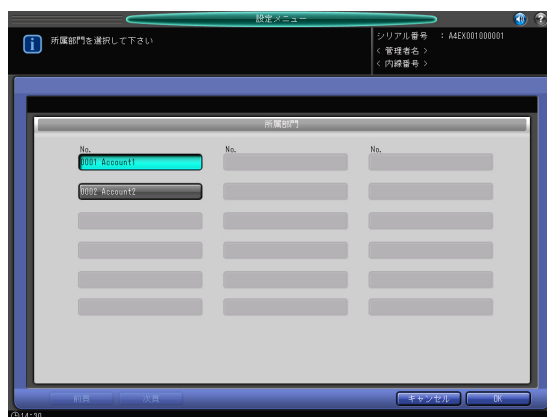 設定メニュー
所属部門を選択して下さい
シリアル番号 : A4EX001000001
< 管理者名 >
< 内線番号 >
所属部門
No. No. No.
0001 Account1
0002 Account2
前頁 次頁 キャンセル OK
14:30